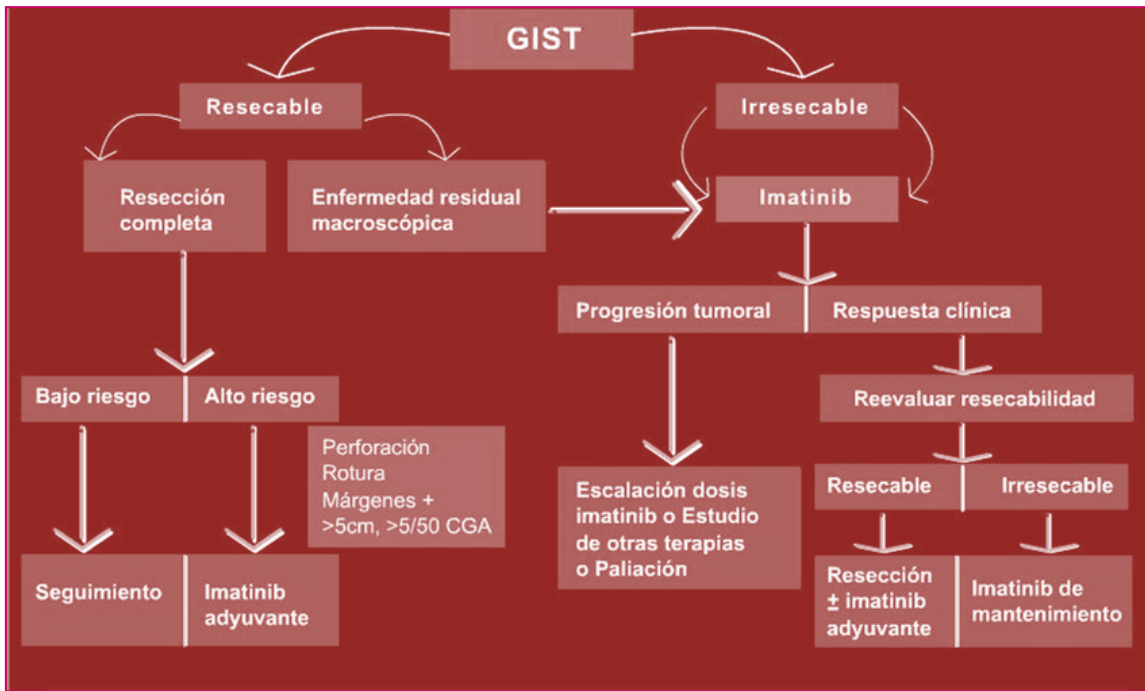 GIST
Resecable
Irresecable
Resección
completa
Enfermedad residual
macroscópica
Imatinib
Progresión tumoral
Respuesta clínica
Bajo riesgo
Alto riesgo
Reevaluar resecabilidad
Perforación
Rotura
Márgenes +
>5cm, >5/50 CGA
Escalación dosis
imatinib o Estudio
de otras terapias
o Paliación
Resecable
Irresecable
Seguimiento
Imatinib
adyuvante
Resección
± imatinib
adyuvante
Imatinib de
mantenimiento